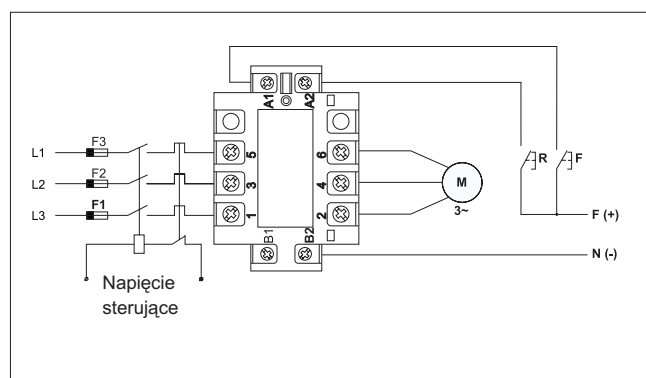 A1 A2
F3
L1
5 6
R F
F2
L2
3 4
M
3~
F1
L3
1 2
F (+)
B1 B2
N (-)
Napięcie
sterujące